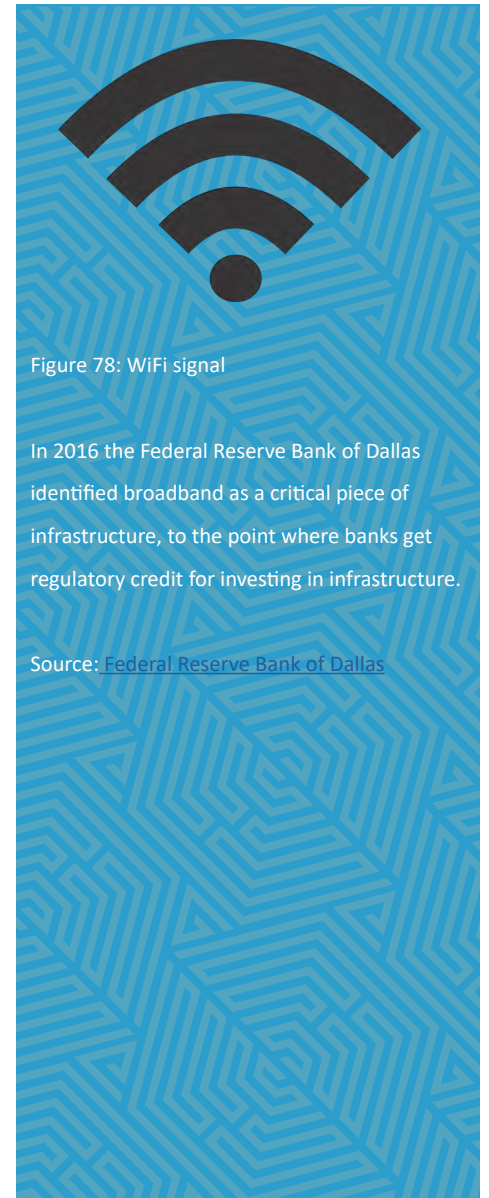 Figure 78: WiFi signal
In 2016 the Federal Reserve Bank of Dallas
identified broadband as a critical piece of
infrastructure, to the point where banks get
regulatory credit for investing in infrastructure.
Source: Federal Reserve Bank of Dallas